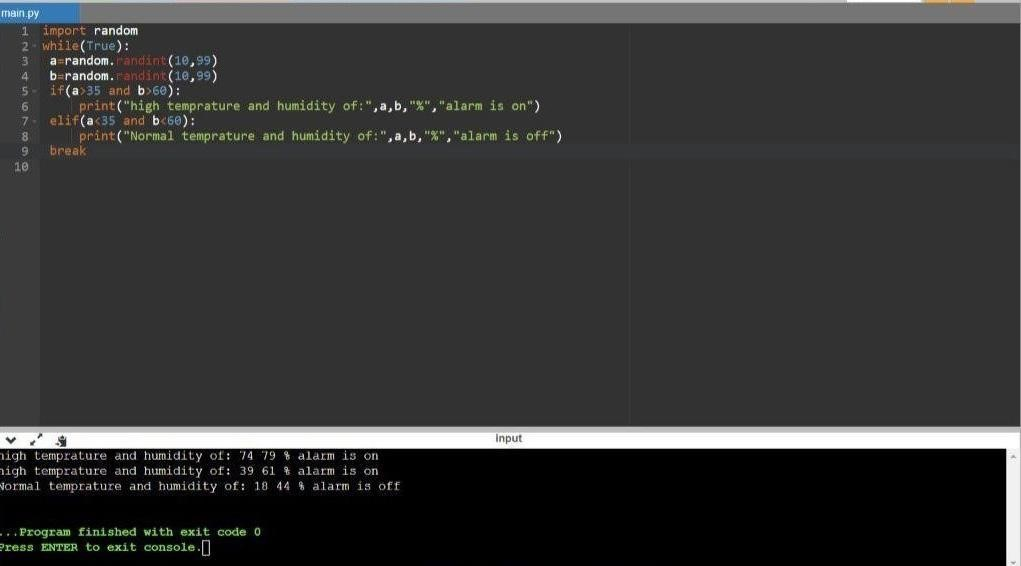 main.py
1 import random
2 while(True):
3 a=random.randint(10,99)
4 b=random.randint(10,99)
5 if(a>35 and b>60):
6 print("high temprature and humidity of:",a,b,"%","alarm is on")
7 elif(a<35 and b<60):
8 print("Normal temprature and humidity of:",a,b,"%","alarm is off")
9 break
10
input
high temprature and humidity of: 74 79 % alarm is on
high temprature and humidity of: 39 61 % alarm is on
Normal temprature and humidity of: 18 44 % alarm is off
...Program finished with exit code 0
Press ENTER to exit console.